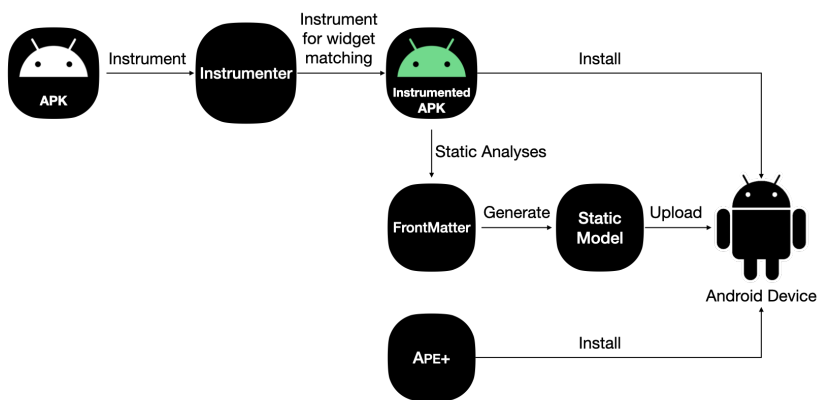 APK
Instrument
Instrumenter
Instrument
for widget
matching
Instrumented
APK
Install
Static Analyses
FrontMatter
Generate
Static
Model
Upload
Android Device
APE+
Install